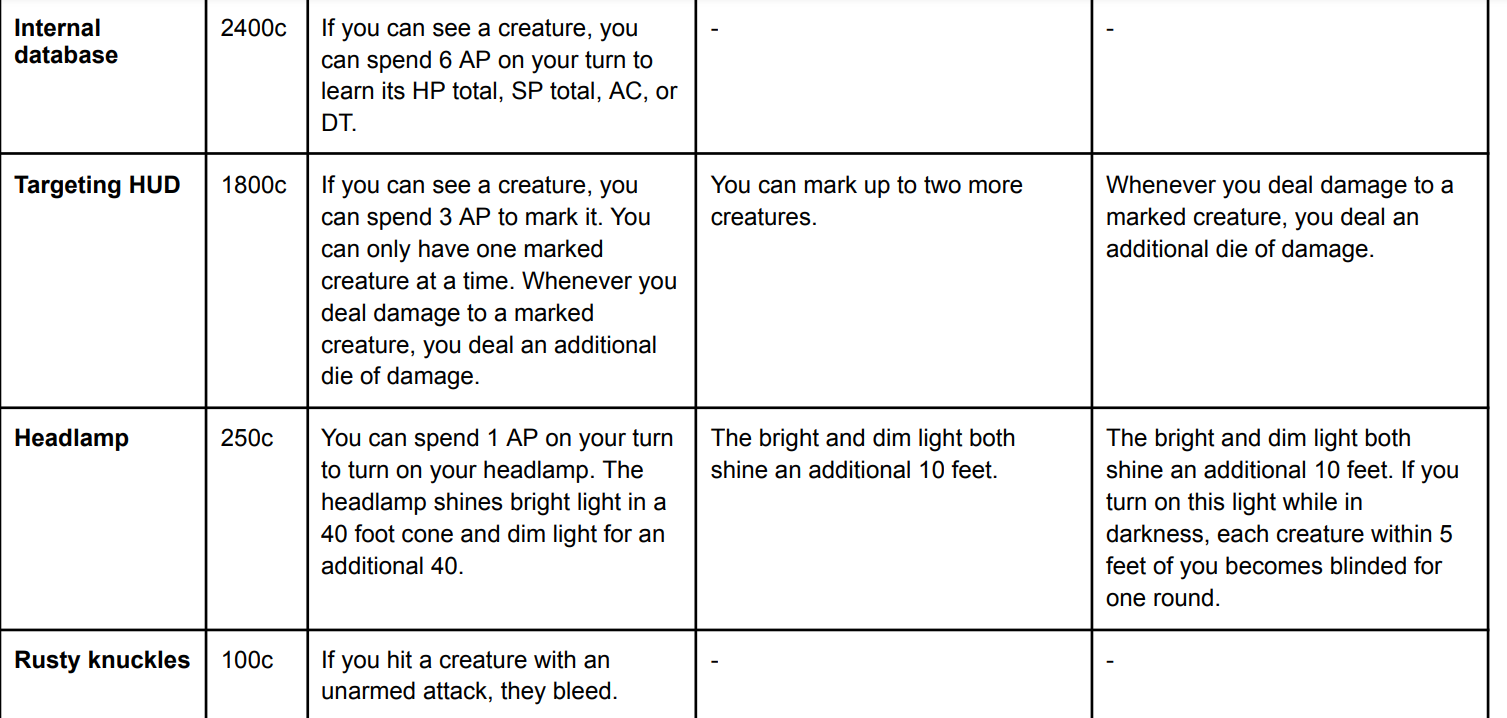 Internal
database
2400c
If you can see a creature, you
can spend 6 AP on your turn to
learn its HP total, SP total, AC, or
DT.
-
-
Targeting HUD
1800c
If you can see a creature, you
can spend 3 AP to mark it. You
can only have one marked
creature at a time. Whenever you
deal damage to a marked
creature, you deal an additional
die of damage.
You can mark up to two more
creatures.
Whenever you deal damage to a
marked creature, you deal an
additional die of damage.
Headlamp
250c
You can spend 1 AP on your turn
to turn on your headlamp. The
headlamp shines bright light in a
40 foot cone and dim light for an
additional 40.
The bright and dim light both
shine an additional 10 feet.
The bright and dim light both
shine an additional 10 feet. If you
turn on this light while in
darkness, each creature within 5
feet of you becomes blinded for
one round.
Rusty knuckles
100c
If you hit a creature with an
unarmed attack, they bleed.
-
-